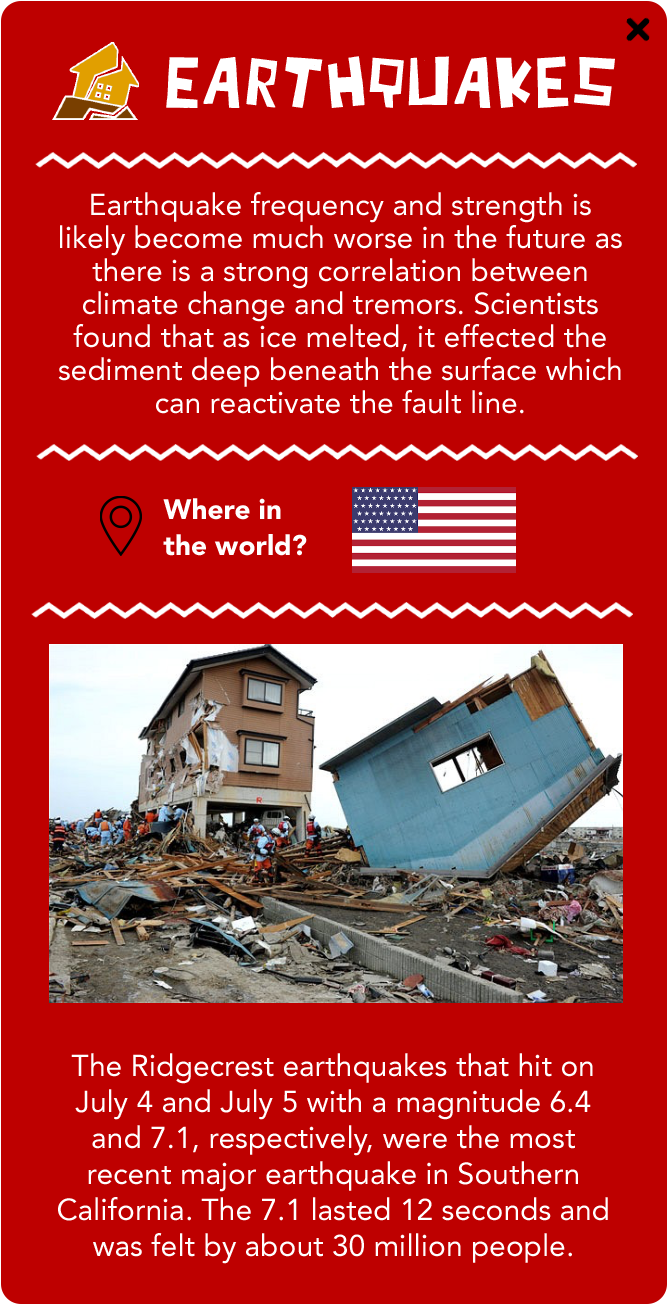 EARTHQUAKES
Earthquake frequency and strength is
likely become much worse in the future as
there is a strong correlation between
climate change and tremors. Scientists
found that as ice melted, it effected the
sediment deep beneath the surface which
can reactivate the fault line.
Where in
the world?
The Ridgecrest earthquakes that hit on
July 4 and July 5 with a magnitude 6.4
and 7.1, respectively, were the most
recent major earthquake in Southern
California. The 7.1 lasted 12 seconds and
was felt by about 30 million people.